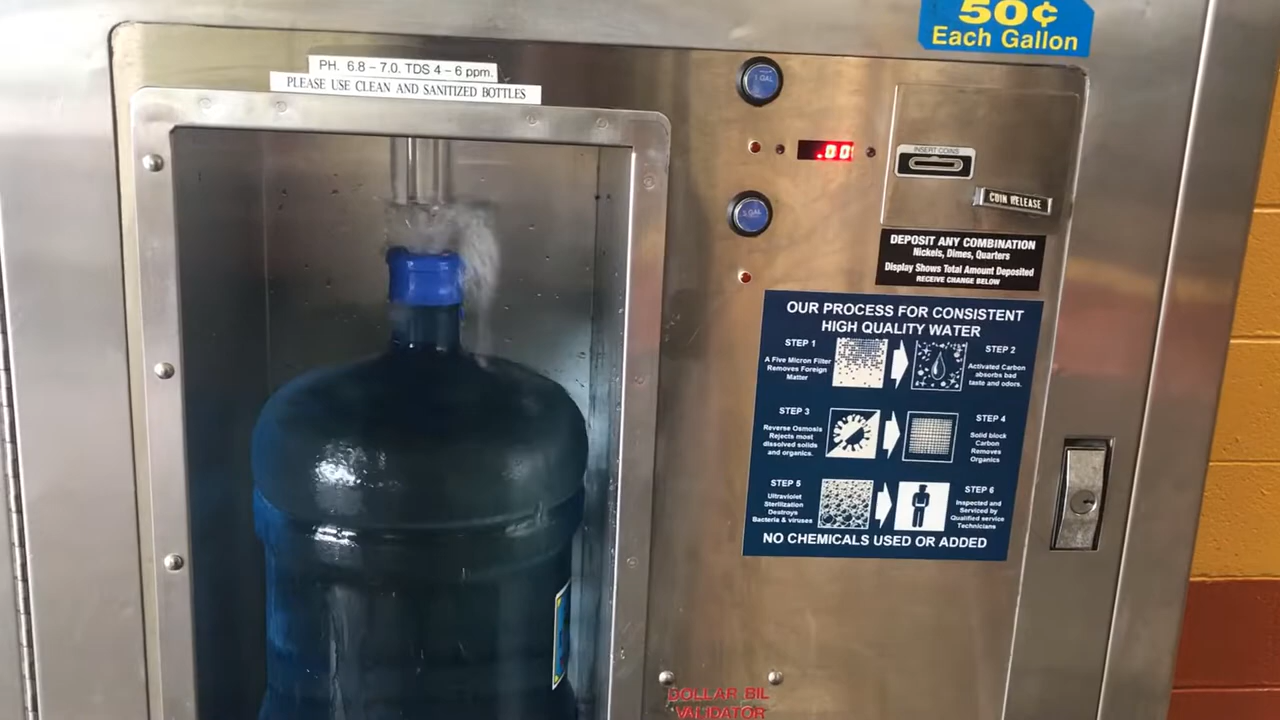 50¢
Each Gallon
PH. 6.8 – 7.0. TDS 4 – 6 ppm.
PLEASE USE CLEAN AND SANITIZED BOTTLES
1 GAL
.00
INSERT COINS
COIN RELEASE
5 GAL
DEPOSIT ANY COMBINATION
Nickels, Dimes, Quarters
Display Shows Total Amount Deposited
RECEIVE CHANGE BELOW
OUR PROCESS FOR CONSISTENT
HIGH QUALITY WATER
STEP 1
A Five Micron Filter
Removes Foreign
Matter
STEP 2
Activated Carbon
absorbs bad
taste and odors.
STEP 3
Reverse Osmosis
Rejects most
dissolved solids
and organics.
STEP 4
Solid block
Carbon
Removes
Organics
STEP 5
Ultraviolet
Sterilization
Destroys
Bacteria & viruses
STEP 6
Inspected and
Serviced by
Qualified service
Technicians
NO CHEMICALS USED OR ADDED
DOLLAR BIL
VALIDATOR